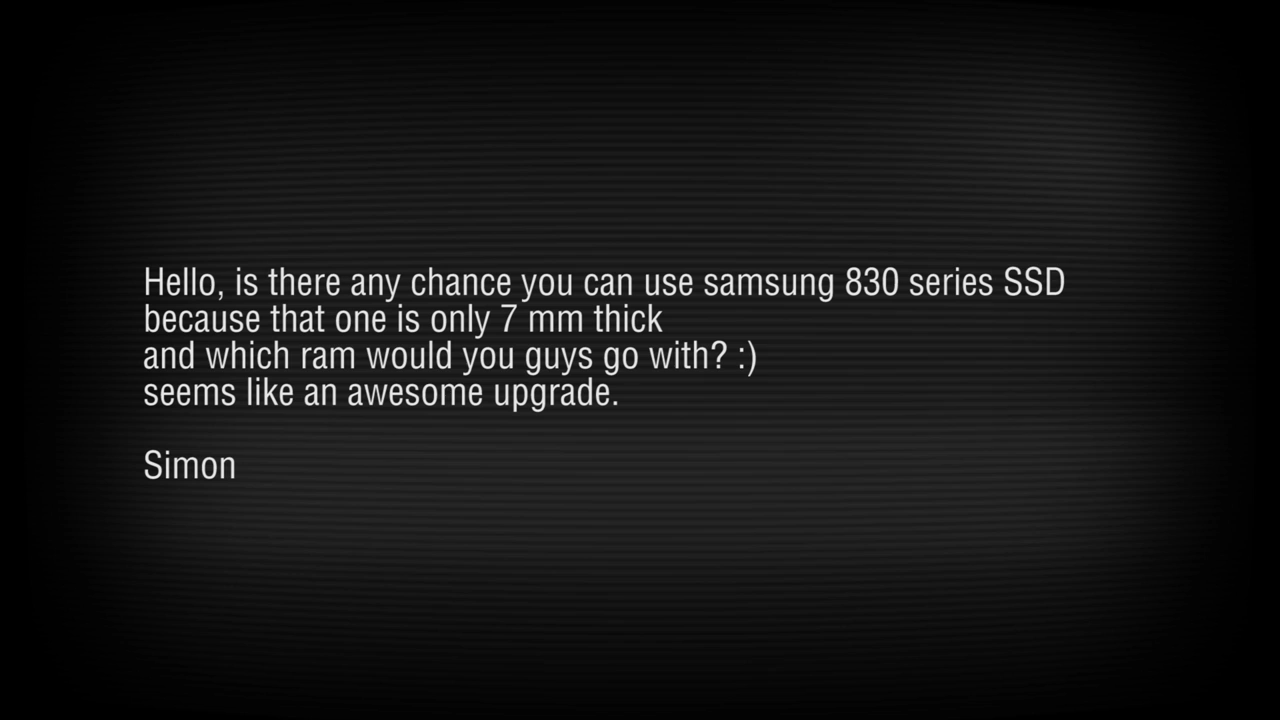 Hello, is there any chance you can use samsung 830 series SSD
because that one is only 7 mm thick
and which ram would you guys go with? :)
seems like an awesome upgrade.
Simon